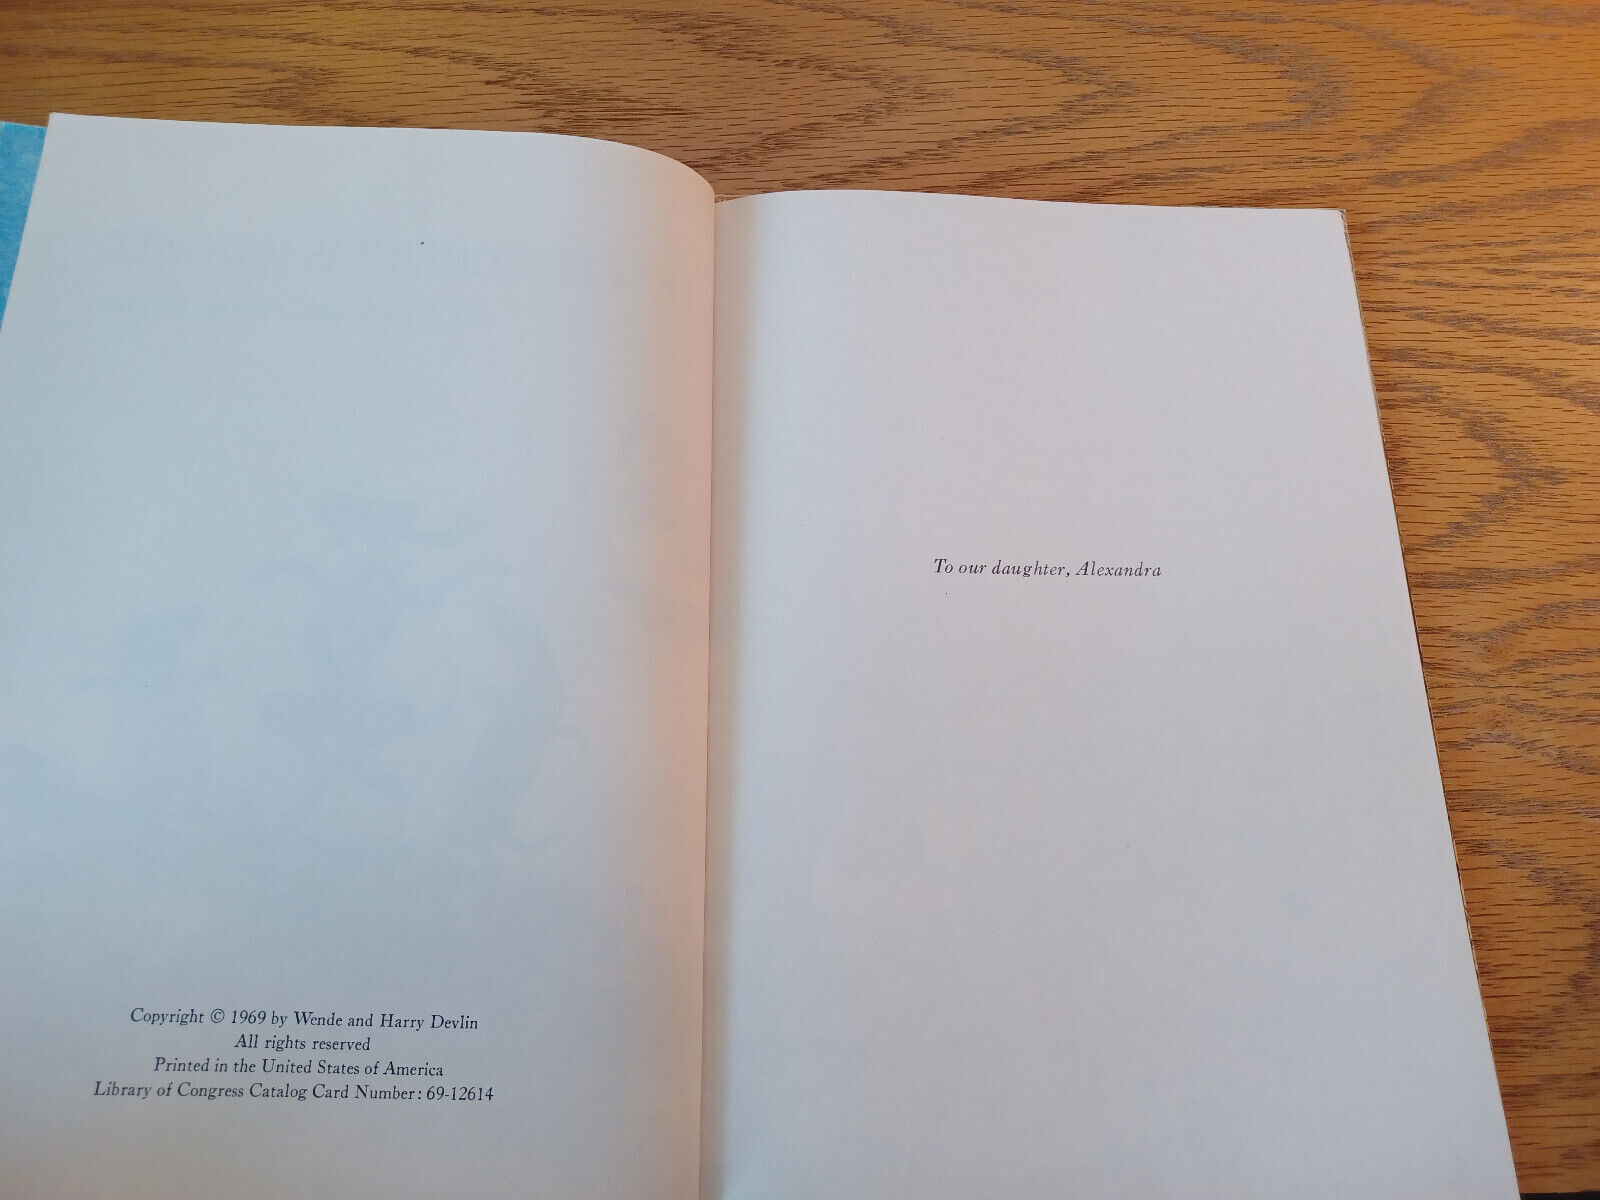 Copyright © 1969 by Wende and Harry Devlin
All rights reserved
Printed in the United States of America
Library of Congress Catalog Card Number: 69-12614
To our daughter, Alexandra